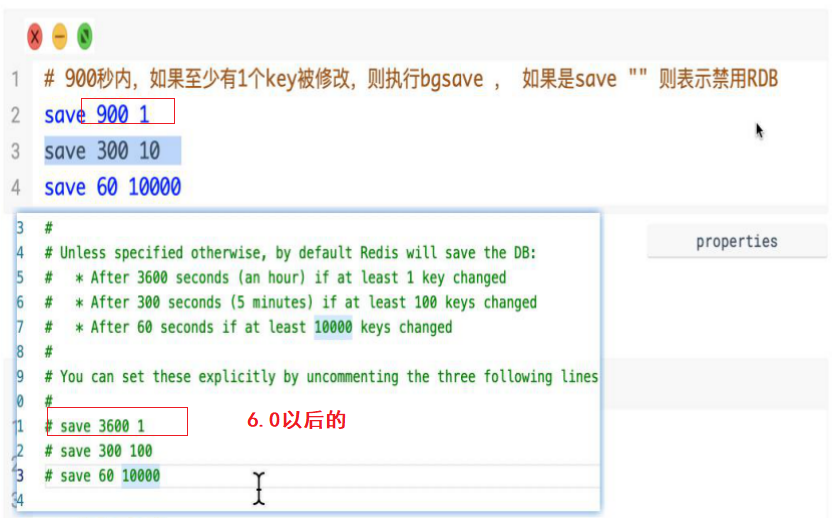 1 # 900秒内，如果至少有1个key被修改，则执行bgsave ， 如果是save "" 则表示禁用RDB
2 save 900 1
3 save 300 10
4 save 60 10000
properties
3 #
4 # Unless specified otherwise, by default Redis will save the DB:
5 #   * After 3600 seconds (an hour) if at least 1 key changed
6 #   * After 300 seconds (5 minutes) if at least 100 keys changed
7 #   * After 60 seconds if at least 10000 keys changed
8 #
9 # You can set these explicitly by uncommenting the three following lines
0 #
1 # save 3600 1
6.0以后的
2 # save 300 100
3 # save 60 10000
4